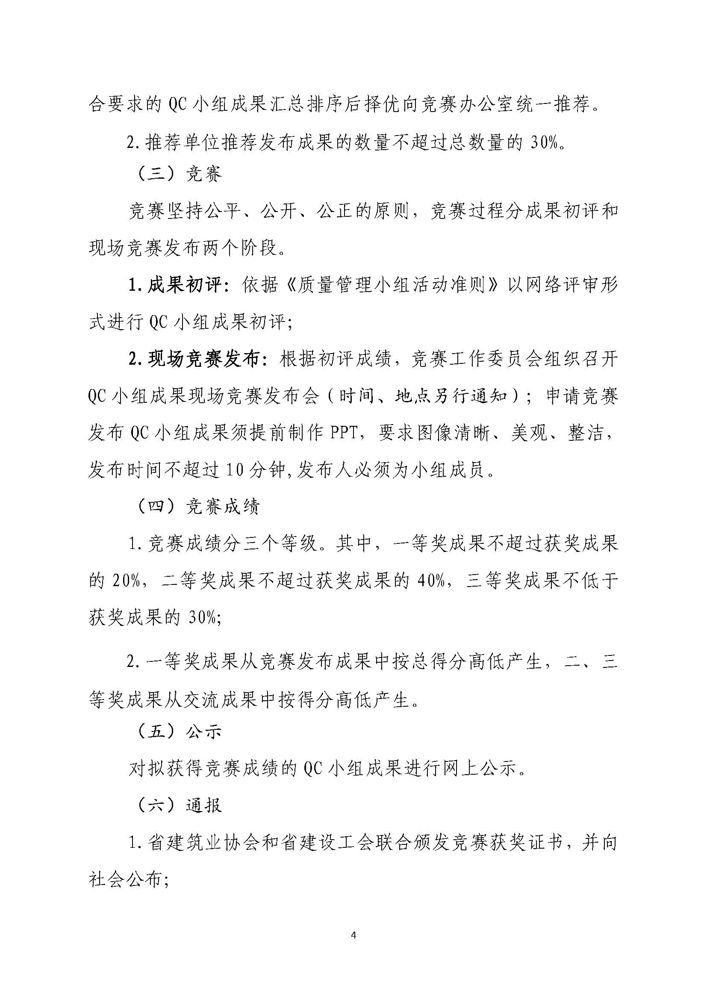 合要求的 QC 小组成果汇总排序后择优向竞赛办公室统一推荐。
2.推荐单位推荐发布成果的数量不超过总数量的 30%。
（三）竞赛
竞赛坚持公平、公开、公正的原则，竞赛过程分成果初评和
现场竞赛发布两个阶段。
1.成果初评：依据《质量管理小组活动准则》以网络评审形
式进行 QC 小组成果初评；
2.现场竞赛发布：根据初评成绩，竞赛工作委员会组织召开
QC 小组成果现场竞赛发布会（时间、地点另行通知）；申请竞赛
发布 QC 小组成果须提前制作 PPT，要求图像清晰、美观、整洁，
发布时间不超过 10 分钟,发布人必须为小组成员。
（四）竞赛成绩
1.竞赛成绩分三个等级。其中，一等奖成果不超过获奖成果
的 20%，二等奖成果不超过获奖成果的 40%，三等奖成果不低于
获奖成果的 30%；
2.一等奖成果从竞赛发布成果中按总得分高低产生，二、三
等奖成果从交流成果中按得分高低产生。
（五）公示
对拟获得竞赛成绩的 QC 小组成果进行网上公示。
（六）通报
1.省建筑业协会和省建设工会联合颁发竞赛获奖证书，并向
社会公布；
4